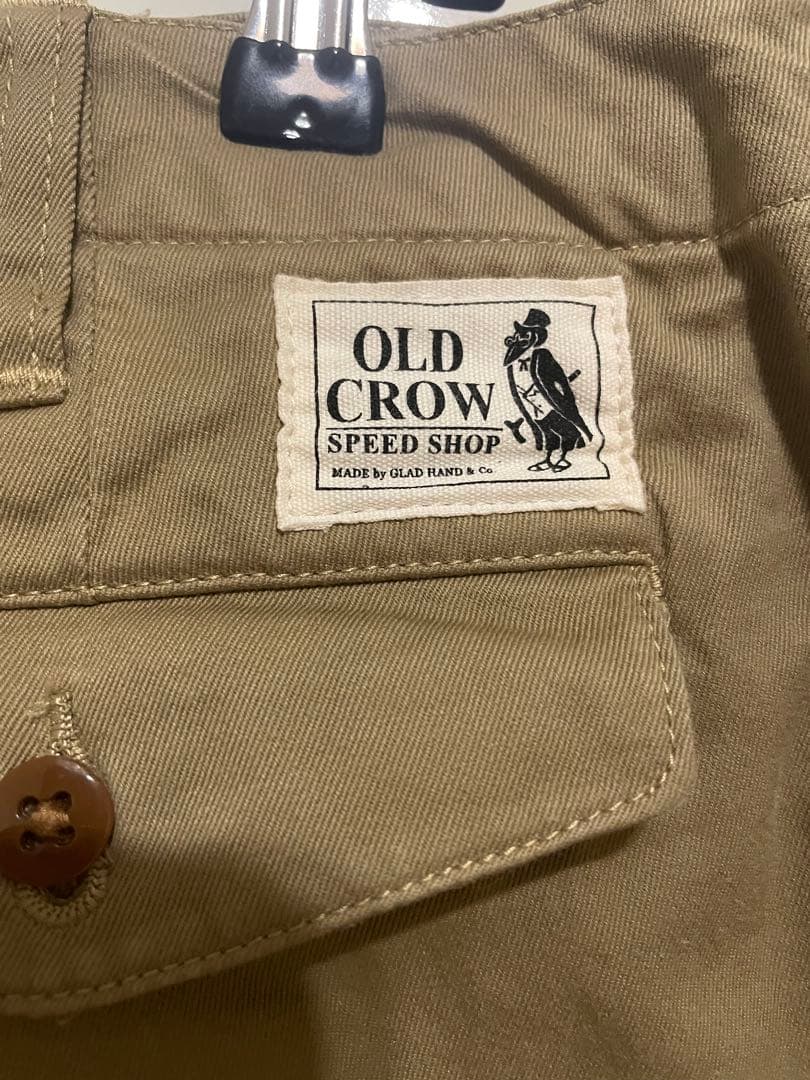 OLD
CROW
SPEED SHOP
MADE by GLAD HAND & Co